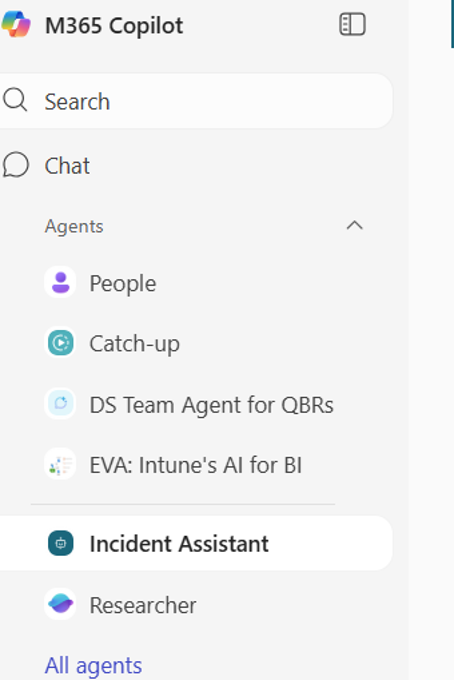 M365 Copilot
Search
Chat
Agents
People
Catch-up
DS Team Agent for QBRs
EVA: Intune's AI for BI
Incident Assistant
Researcher
All agents